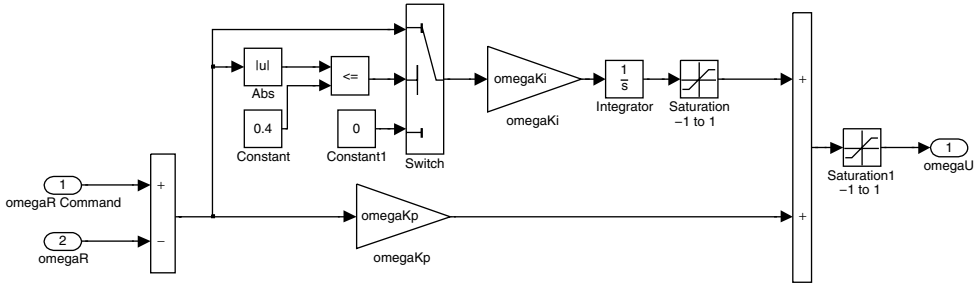 |u|
Abs
<=
0.4
Constant
0
Constant1
Switch
omegaKi
omegaKi
1
s
Integrator
Saturation
−1 to 1
+
+
Saturation1
−1 to 1
1
omegaU
1
omegaR Command
2
omegaR
+
−
omegaKp
omegaKp